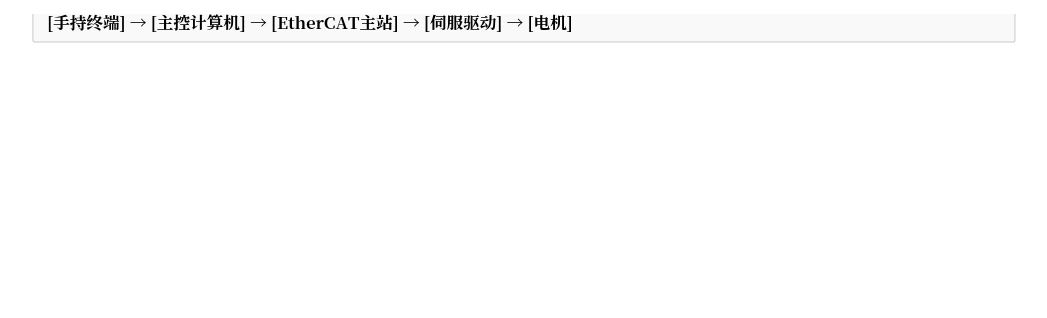 [手持终端] → [主控计算机] → [EtherCAT主站] → [伺服驱动] → [电机]